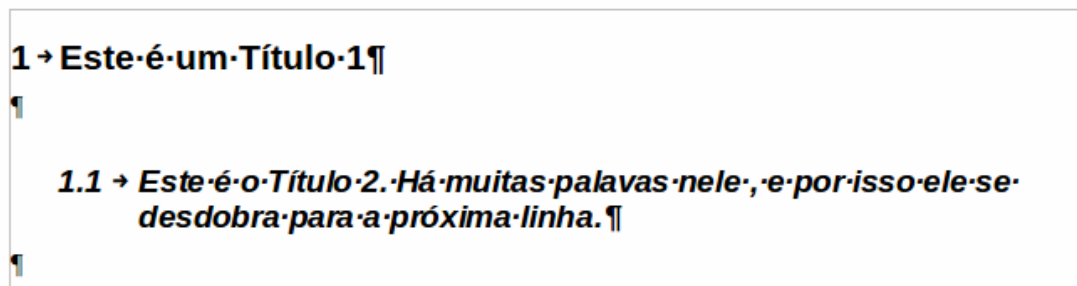 1→Este·é·um·Título·1¶
¶
1.1 → Este·é·o·Título·2.·Há·muitas·palavas·nele·,·e·por·isso·ele·se·
desdobra·para·a·próxima·linha.¶
¶